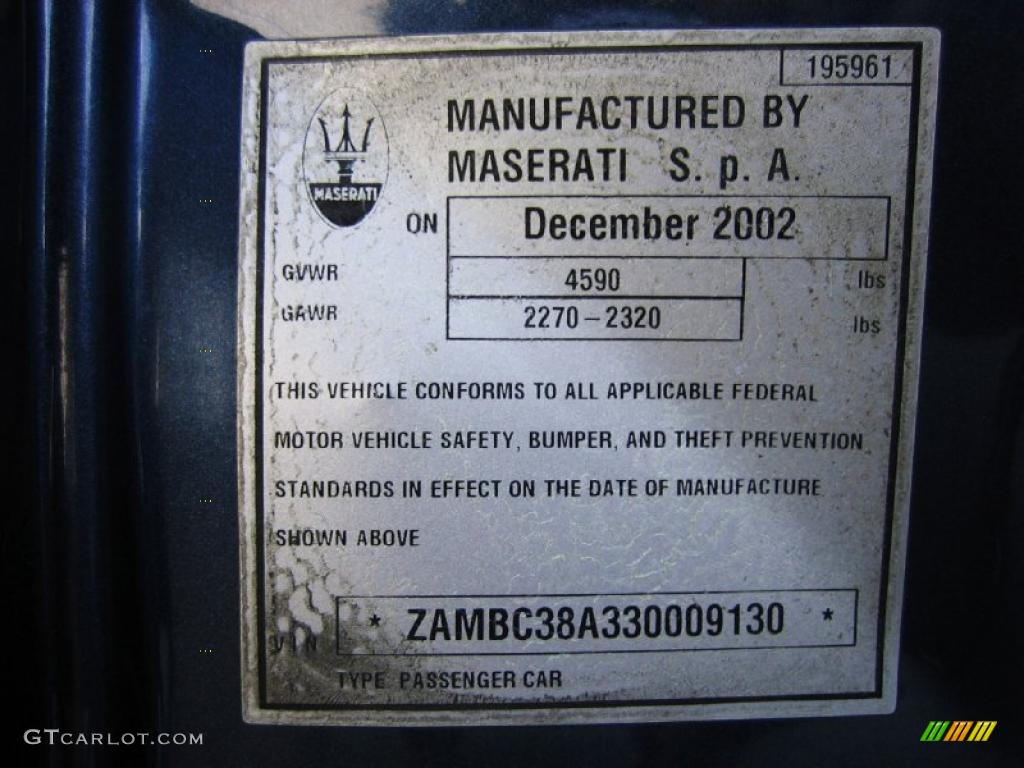 195961
MANUFACTURED BY
MASERATI S. p. A.
MASERATI
ON December 2002
GVWR 4590 lbs
GAWR 2270-2320 lbs
THIS VEHICLE CONFORMS TO ALL APPLICABLE FEDERAL
MOTOR VEHICLE SAFETY, BUMPER, AND THEFT PREVENTION
STANDARDS IN EFFECT ON THE DATE OF MANUFACTURE
SHOWN ABOVE
VIN * ZAMBC38A330009130 *
TYPE PASSENGER CAR
GTCARLOT.COM